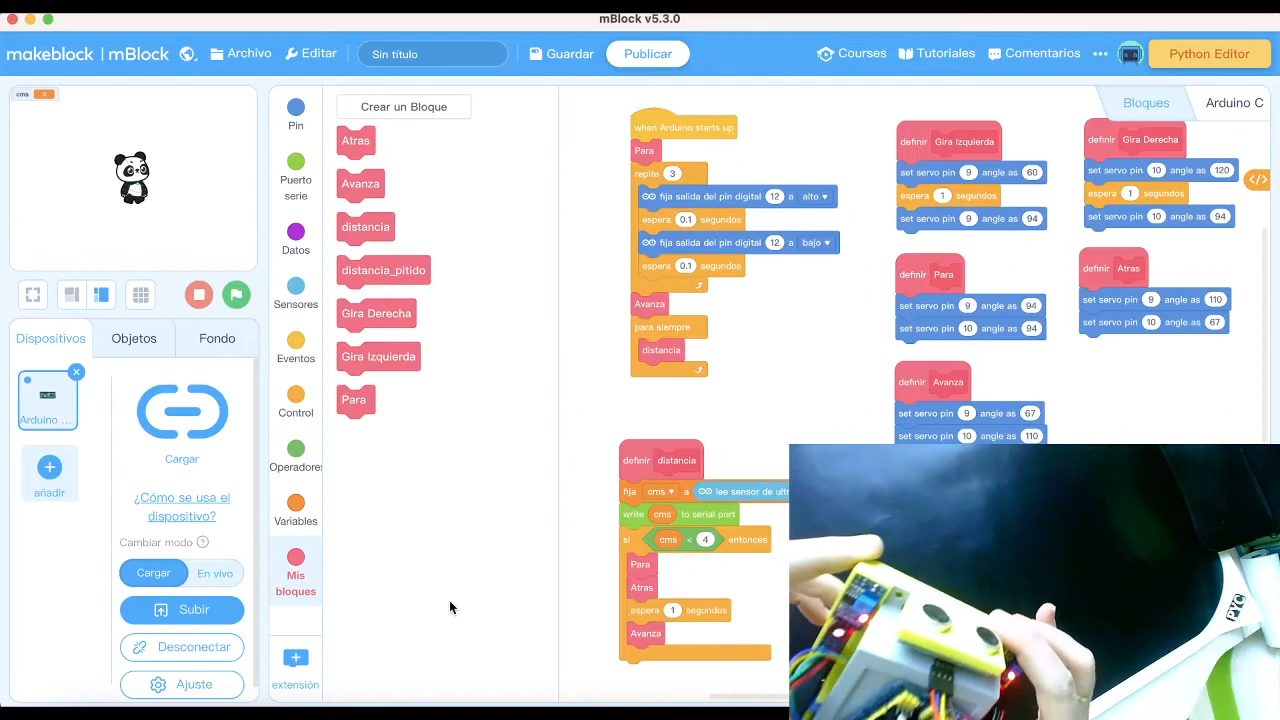 mBlock v5.3.0
makeblock | mBlock
Archivo
Editar
Sin título
Guardar
Publicar
Courses
Tutoriales
Comentarios
Python Editor
cms 0
Dispositivos
Objetos
Fondo
Arduino ...
añadir
Cargar
¿Cómo se usa el
dispositivo?
Cambiar modo
Cargar
En vivo
Subir
Desconectar
Ajuste
Pin
Puerto
serie
Datos
Sensores
Eventos
Control
Operadore
Variables
Mis
bloques
extensión
Crear un Bloque
Atras
Avanza
distancia
distancia_pitido
Gira Derecha
Gira Izquierda
Para
Bloques
Arduino C
when Arduino starts up
Para
repite 3
fija salida del pin digital 12 a alto
espera 0.1 segundos
fija salida del pin digital 12 a bajo
espera 0.1 segundos
Avanza
para siempre
distancia
definir distancia
fija cms a lee sensor de ultr
write cms to serial port
si cms < 4 entonces
Para
Atras
espera 1 segundos
Avanza
definir Gira Izquierda
set servo pin 9 angle as 60
espera 1 segundos
set servo pin 9 angle as 94
definir Gira Derecha
set servo pin 10 angle as 120
espera 1 segundos
set servo pin 10 angle as 94
definir Para
set servo pin 9 angle as 94
set servo pin 10 angle as 94
definir Atras
set servo pin 9 angle as 110
set servo pin 10 angle as 67
definir Avanza
set servo pin 9 angle as 67
set servo pin 10 angle as 110
PYC